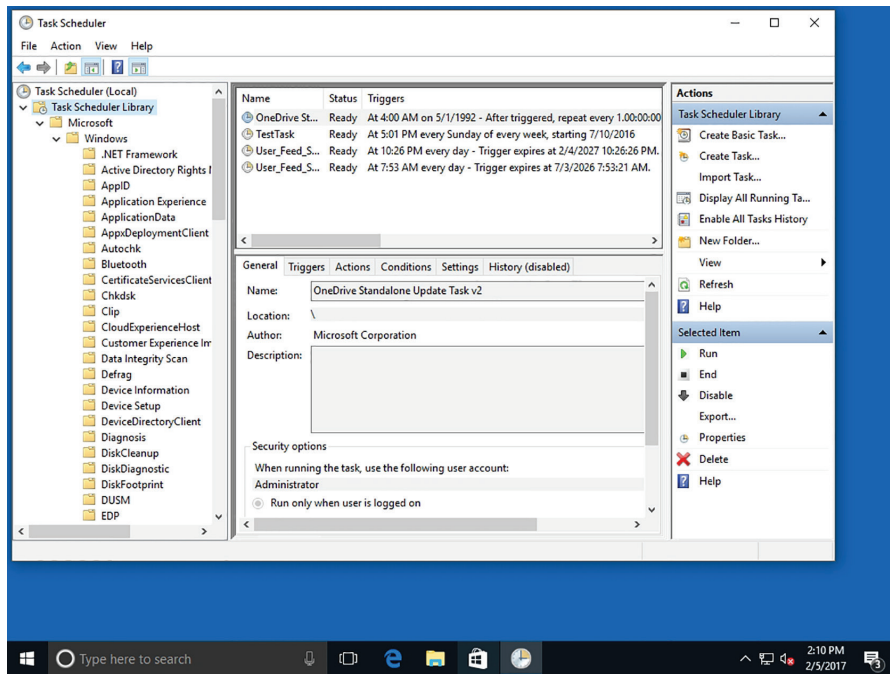 Task Scheduler
File Action View Help
Task Scheduler (Local)
Task Scheduler Library
Microsoft
Windows
.NET Framework
Active Directory Rights
AppID
Application Experience
ApplicationData
AppxDeploymentClient
Autochk
Bluetooth
CertificateServicesClient
Chkdsk
Clip
CloudExperienceHost
Customer Experience Im
Data Integrity Scan
Defrag
Device Information
Device Setup
DeviceDirectoryClient
Diagnosis
DiskCleanup
DiskDiagnostic
DiskFootprint
DUSM
EDP
Name Status Triggers
OneDrive St... Ready At 4:00 AM on 5/1/1992 - After triggered, repeat every 1.00:00:00
TestTask Ready At 5:01 PM every Sunday of every week, starting 7/10/2016
User_Feed_S... Ready At 10:26 PM every day - Trigger expires at 2/4/2027 10:26:26 PM.
User_Feed_S... Ready At 7:53 AM every day - Trigger expires at 7/3/2026 7:53:21 AM.
General Triggers Actions Conditions Settings History (disabled)
Name: OneDrive Standalone Update Task v2
Location: \
Author: Microsoft Corporation
Description:
Security options
When running the task, use the following user account:
Administrator
Run only when user is logged on
Actions
Task Scheduler Library
Create Basic Task...
Create Task...
Import Task...
Display All Running Ta...
Enable All Tasks History
New Folder...
View
Refresh
Help
Selected Item
Run
End
Disable
Export...
Properties
Delete
Help
Type here to search
2:10 PM
2/5/2017
3